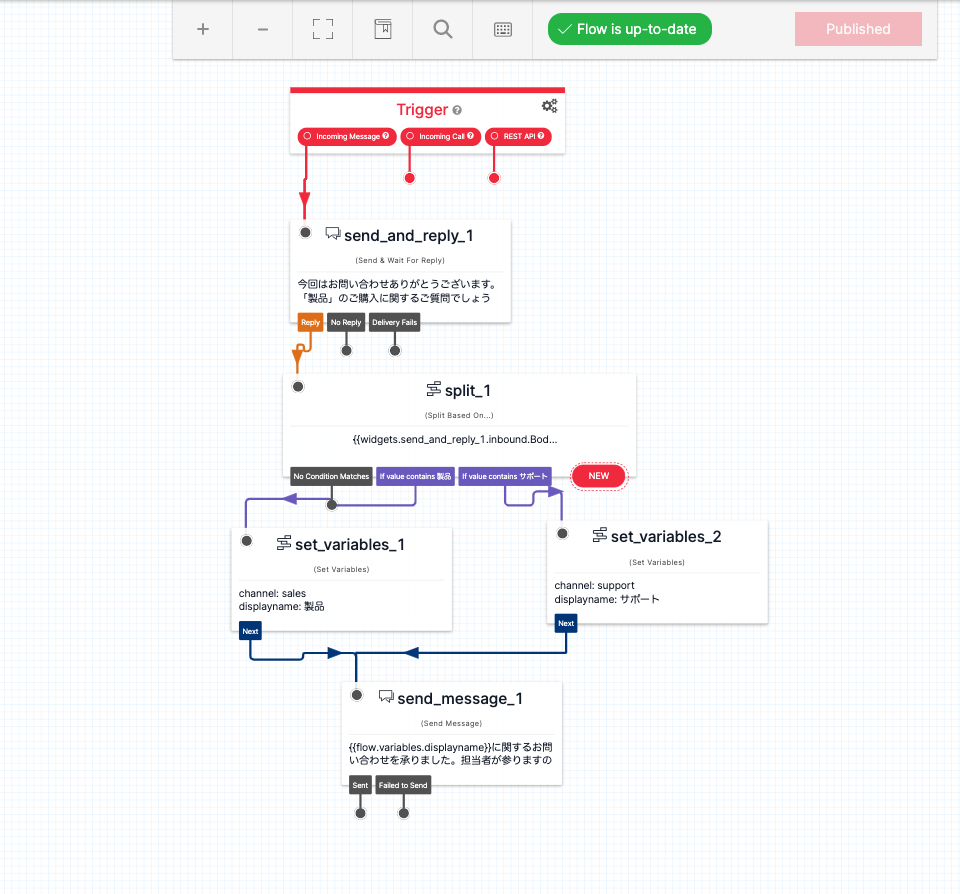 Flow is up-to-date
Published
Trigger
Incoming Message
Incoming Call
REST API
send_and_reply_1
(Send & Wait For Reply)
今回はお問い合わせありがとうございます。
「製品」のご購入に関するご質問でしょう
Reply
No Reply
Delivery Fails
split_1
(Split Based On...)
{{widgets.send_and_reply_1.inbound.Bod...
No Condition Matches
If value contains 製品
If value contains サポート
NEW
set_variables_1
(Set Variables)
channel: sales
displayname: 製品
Next
set_variables_2
(Set Variables)
channel: support
displayname: サポート
Next
send_message_1
(Send Message)
{{flow.variables.displayname}}に関するお問
い合わせを承りました。担当者が参りますの
Sent
Failed to Send